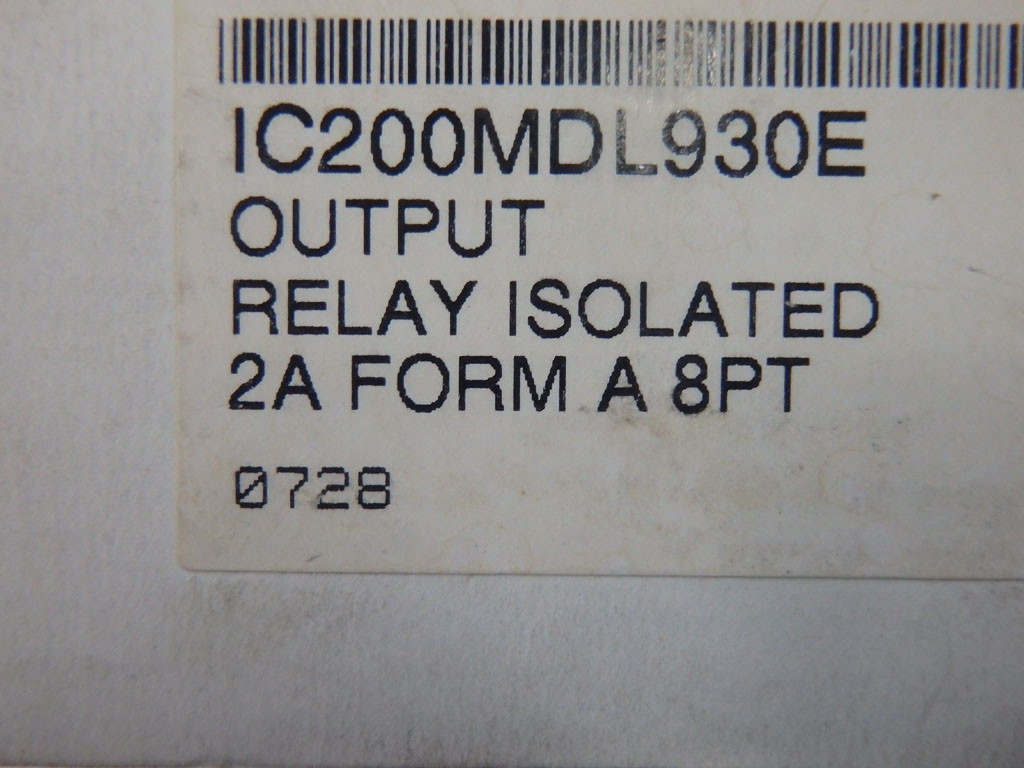 IC200MDL930E
OUTPUT
RELAY ISOLATED
2A FORM A 8PT
0728